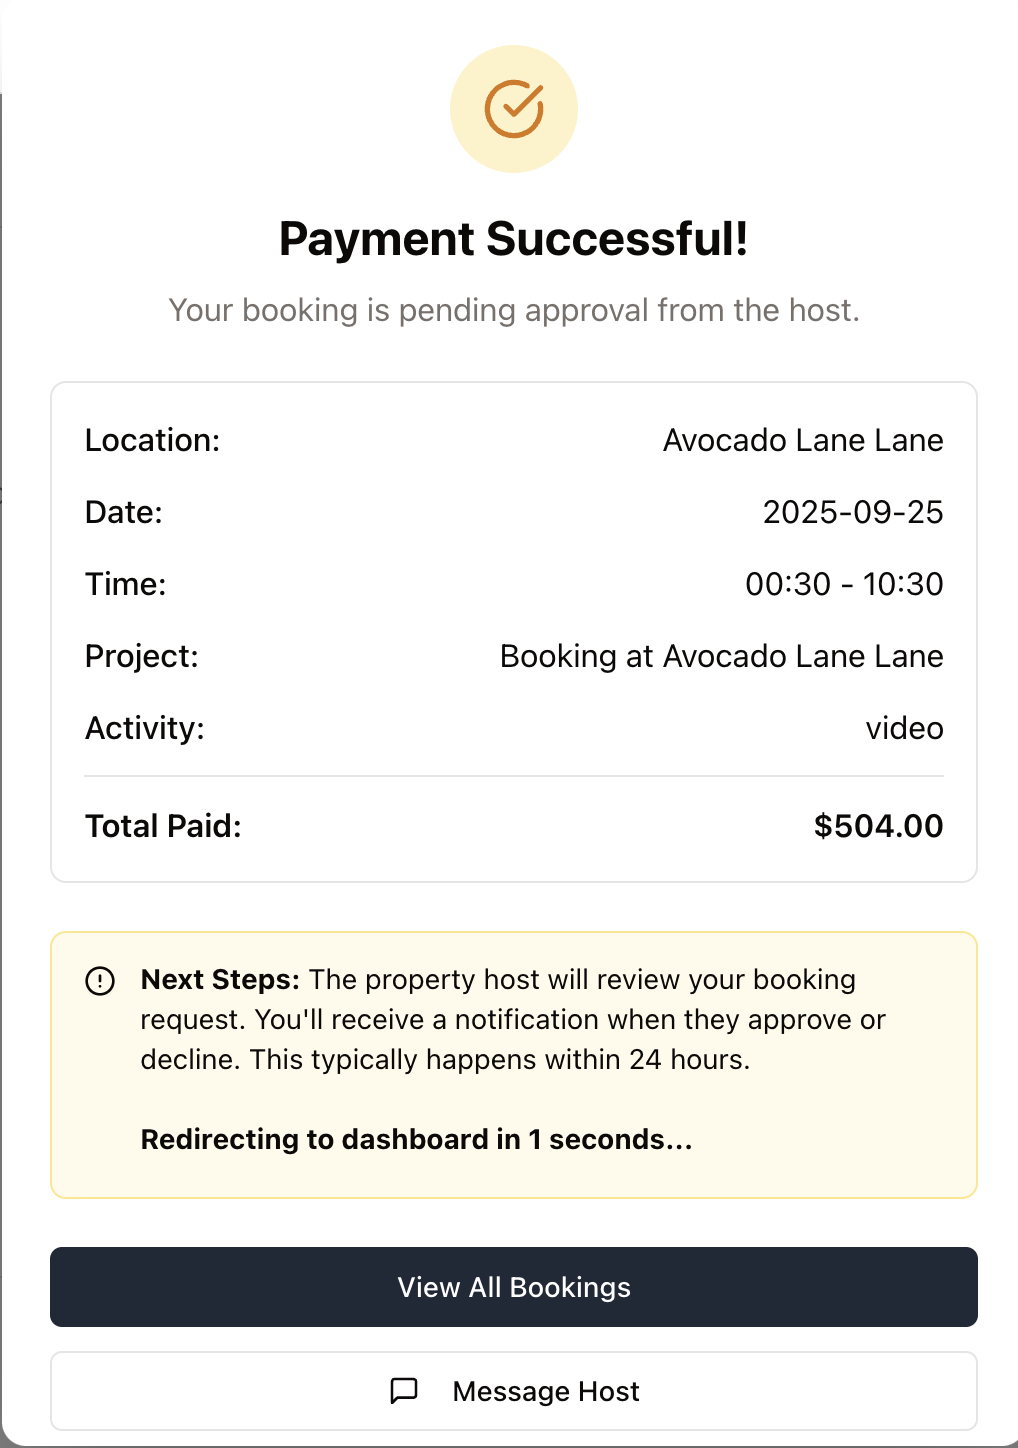 Payment Successful!
Your booking is pending approval from the host.
Location: Avocado Lane Lane
Date: 2025-09-25
Time: 00:30 - 10:30
Project: Booking at Avocado Lane Lane
Activity: video
Total Paid: $504.00
Next Steps: The property host will review your booking
request. You'll receive a notification when they approve or
decline. This typically happens within 24 hours.
Redirecting to dashboard in 1 seconds...
View All Bookings
Message Host